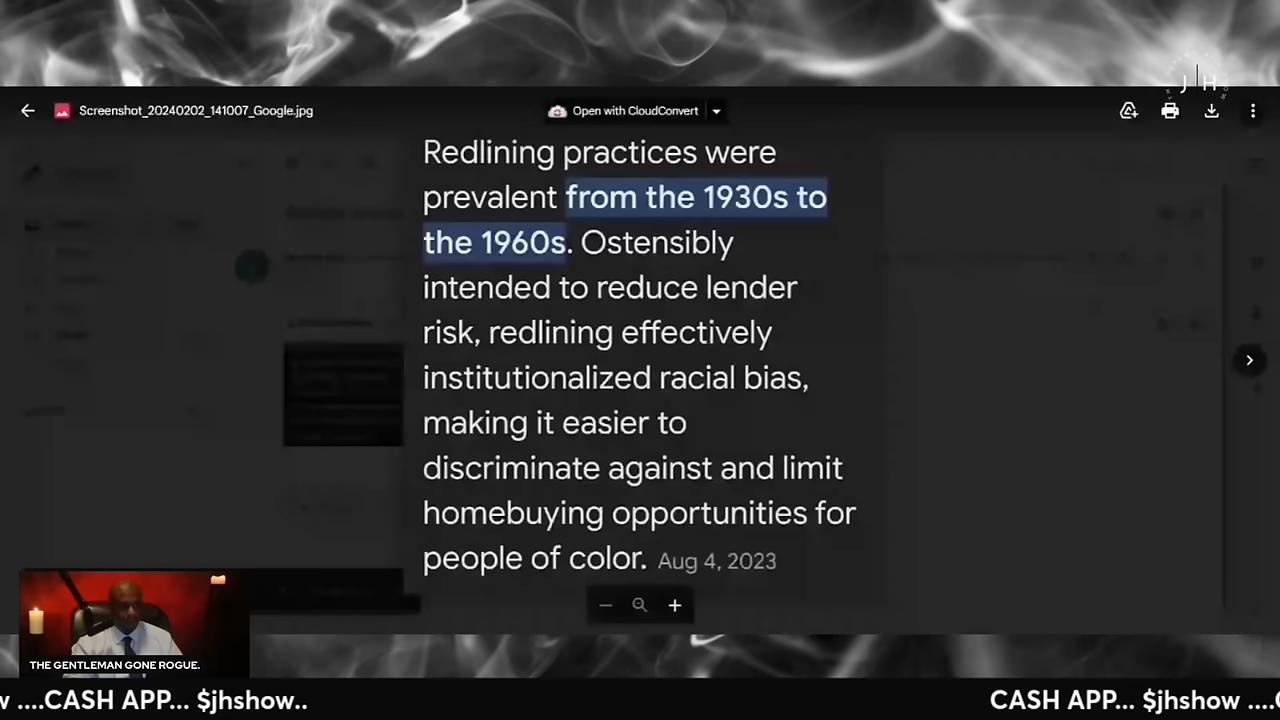 J H
Screenshot_20240202_141007_Google.jpg
Open with CloudConvert
Redlining practices were
prevalent from the 1930s to
the 1960s. Ostensibly
intended to reduce lender
risk, redlining effectively
institutionalized racial bias,
making it easier to
discriminate against and limit
homebuying opportunities for
people of color. Aug 4, 2023
THE GENTLEMAN GONE ROGUE.
w ....CASH APP... $jhshow.. CASH APP... $jhshow ....